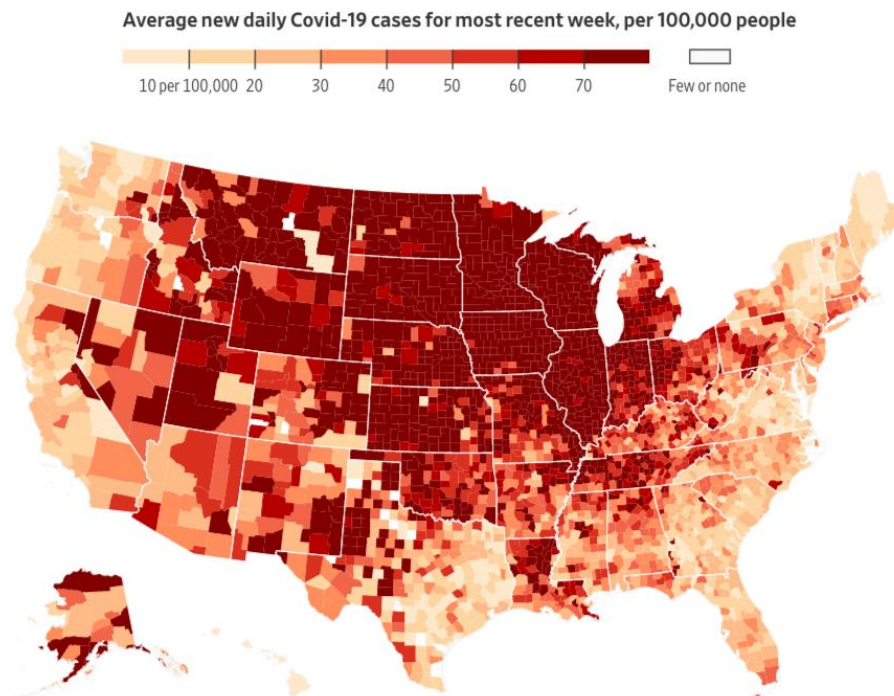 Average new daily Covid-19 cases for most recent week, per 100,000 people
10 per 100,000 20 30 40 50 60 70 Few or none